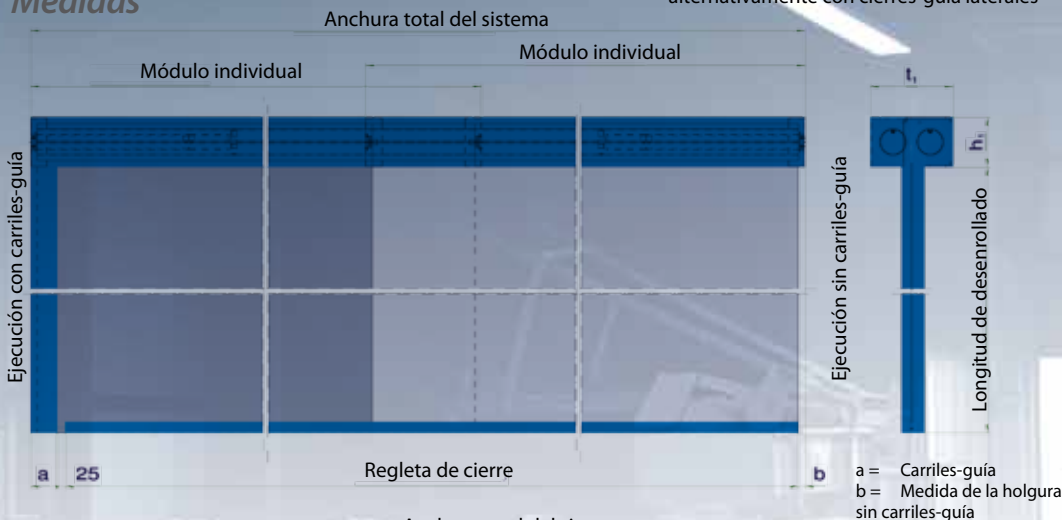 Medidas
alternativamente con cierres-guía laterales
Anchura total del sistema
Módulo individual
Módulo individual
t₁
h₁
Ejecución con carriles-guía
Ejecución sin carriles-guía
Longitud de desenrollado
a
25
Regleta de cierre
b
a = Carriles-guía
b = Medida de la holgura
sin carriles-guía